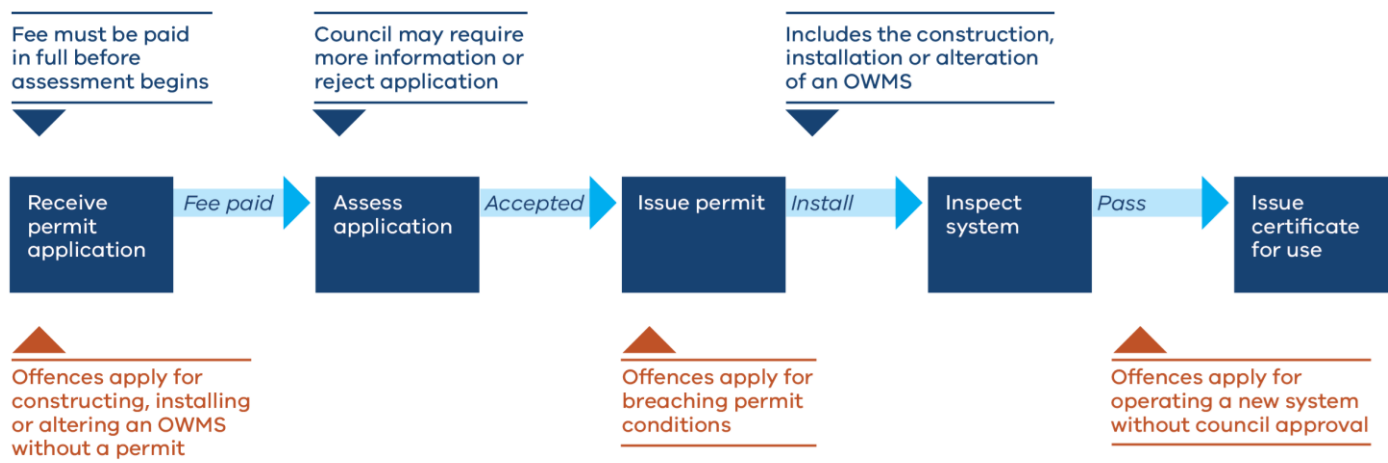 Fee must be paid
in full before
assessment begins
Council may require
more information or
reject application
Includes the construction,
installation or alteration
of an OWMS
Receive
permit
application
Fee paid
Assess
application
Accepted
Issue permit
Install
Inspect
system
Pass
Issue
certificate
for use
Offences apply for
constructing, installing
or altering an OWMS
without a permit
Offences apply for
breaching permit
conditions
Offences apply for
operating a new system
without council approval